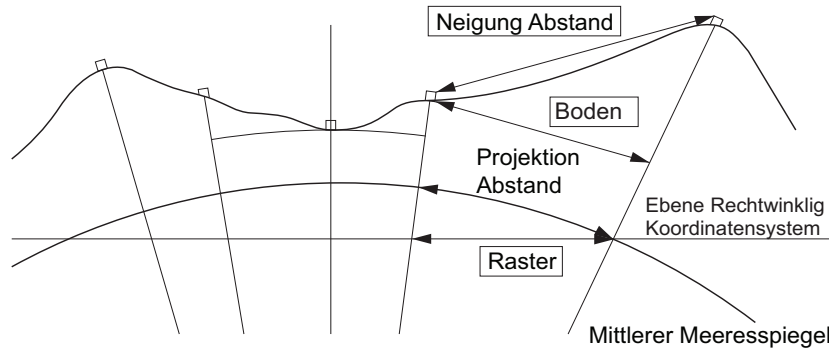 Neigung Abstand
Boden
Projektion
Abstand
Ebene Rechtwinklig
Koordinatensystem
Raster
Mittlerer Meeresspiegel